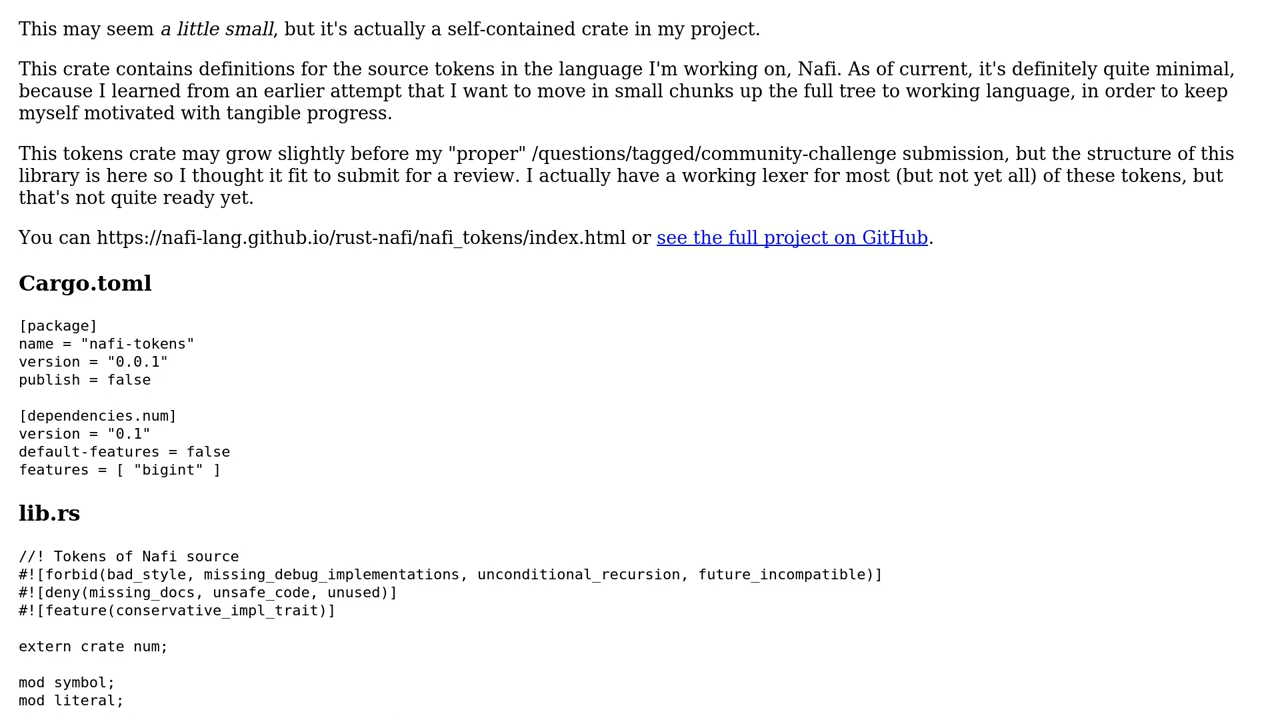 This may seem a little small, but it's actually a self-contained crate in my project.
This crate contains definitions for the source tokens in the language I'm working on, Nafi. As of current, it's definitely quite minimal,
because I learned from an earlier attempt that I want to move in small chunks up the full tree to working language, in order to keep
myself motivated with tangible progress.
This tokens crate may grow slightly before my "proper" /questions/tagged/community-challenge submission, but the structure of this
library is here so I thought it fit to submit for a review. I actually have a working lexer for most (but not yet all) of these tokens, but
that's not quite ready yet.
You can https://nafi-lang.github.io/rust-nafi/nafi_tokens/index.html or see the full project on GitHub.
Cargo.toml
[package]
name = "nafi-tokens"
version = "0.0.1"
publish = false
[dependencies.num]
version = "0.1"
default-features = false
features = [ "bigint" ]
lib.rs
//! Tokens of Nafi source
#![forbid(bad_style, missing_debug_implementations, unconditional_recursion, future_incompatible)]
#![deny(missing_docs, unsafe_code, unused)]
#![feature(conservative_impl_trait)]
extern crate num;
mod symbol;
mod literal;